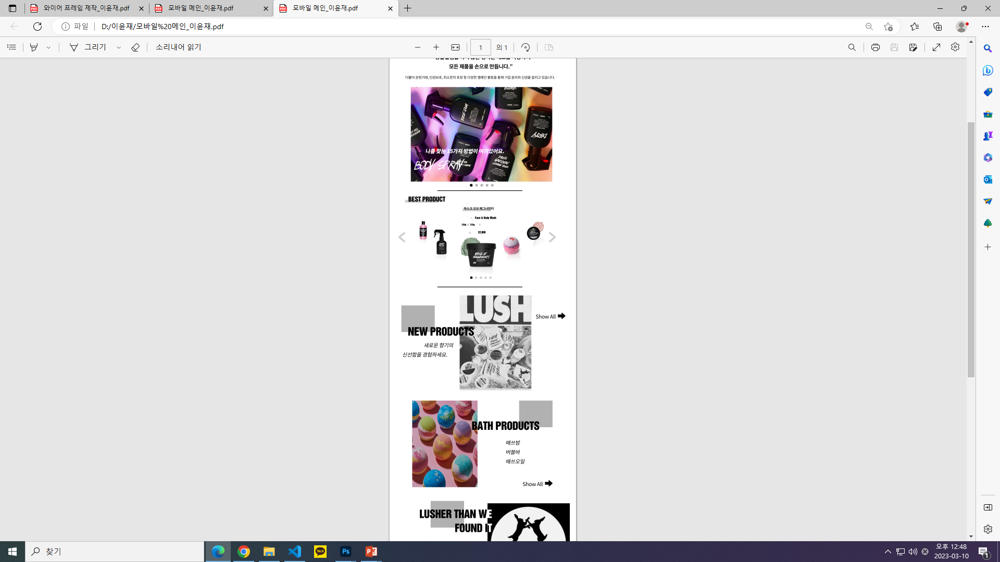 와이어 프레임 제작_이윤재.pdf
모바일 메인_이윤재.pdf
모바일 메인_이윤재.pdf
파일
D:/이윤재/모바일%20메인_이윤재.pdf
그리기
소리내어 읽기
1
의 1
모든 제품을 손으로 만듭니다.”
더불어 공정거래, 인권보호, 최소한의 포장 등 다양한 캠페인 활동을 통해 기업 윤리와 신념을 알리고 있습니다.
BOMB
DIRTY
나를 찾는 15가지 방법이 여기있어요.
BODY SPRAY
BEST PRODUCT
마스크 오브 매그너민티
Face & Body Mask
125g / 315g
22,000
MASK OF
MAGNAMINTY
LUSH
Show All
NEW PRODUCTS
새로운 향기의
신선함을 경험하세요.
BATH PRODUCTS
배쓰밤
버블바
배쓰오일
Show All
LUSHER THAN WE
FOUND IT
찾기
TALK
Ps
오후 12:48
2023-03-10
1